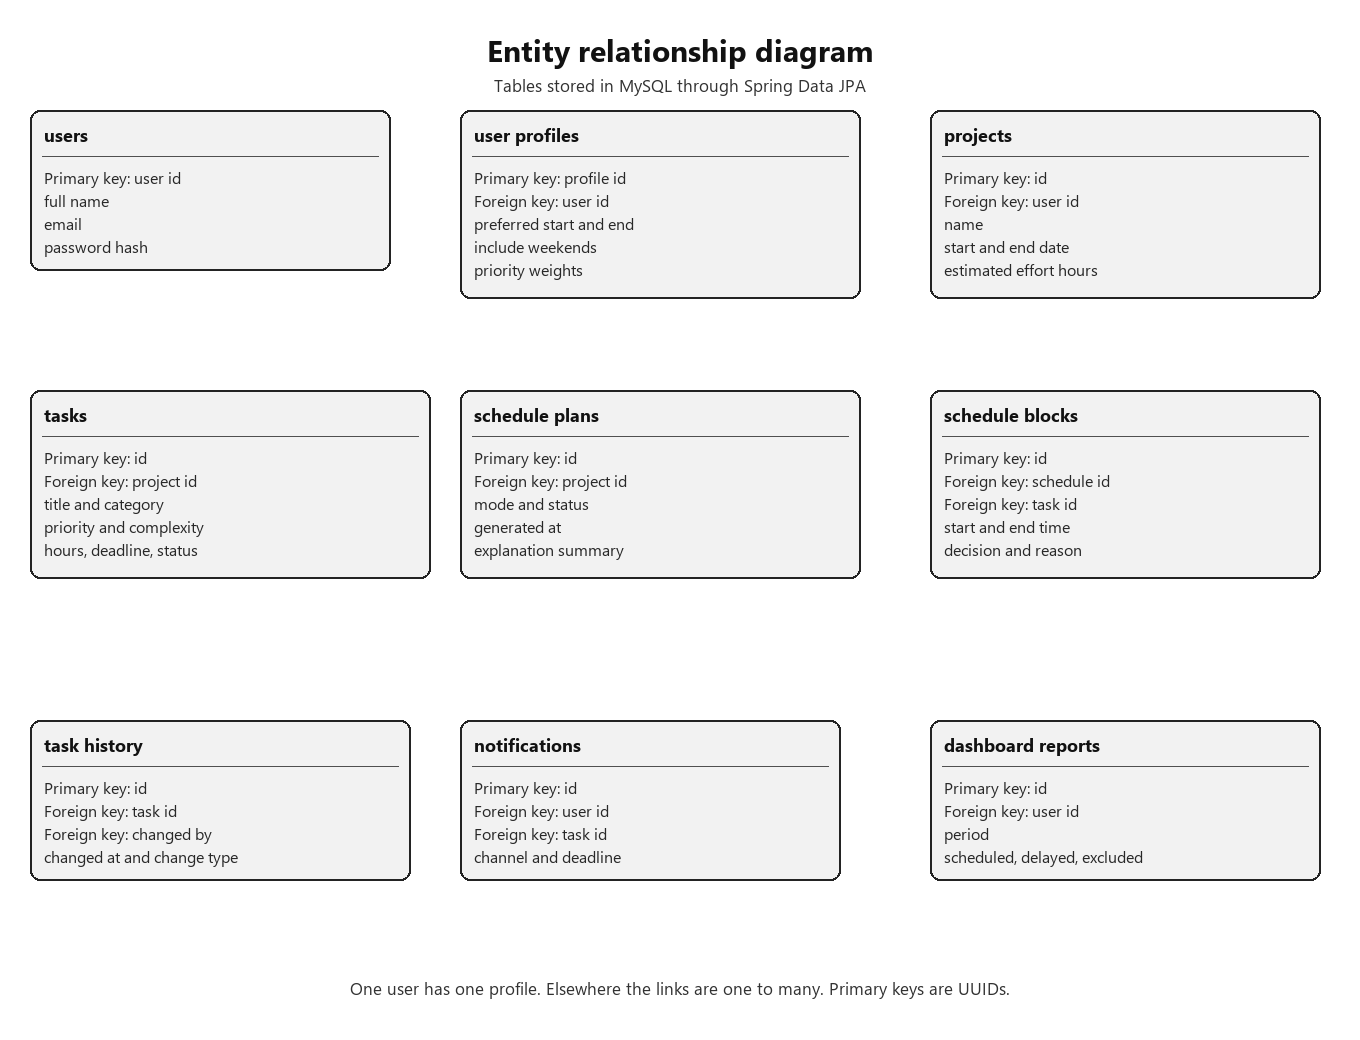 Entity relationship diagram
Tables stored in MySQL through Spring Data JPA
users
Primary key: user id
full name
email
password hash
user profiles
Primary key: profile id
Foreign key: user id
preferred start and end
include weekends
priority weights
projects
Primary key: id
Foreign key: user id
name
start and end date
estimated effort hours
tasks
Primary key: id
Foreign key: project id
title and category
priority and complexity
hours, deadline, status
schedule plans
Primary key: id
Foreign key: project id
mode and status
generated at
explanation summary
schedule blocks
Primary key: id
Foreign key: schedule id
Foreign key: task id
start and end time
decision and reason
task history
Primary key: id
Foreign key: task id
Foreign key: changed by
changed at and change type
notifications
Primary key: id
Foreign key: user id
Foreign key: task id
channel and deadline
dashboard reports
Primary key: id
Foreign key: user id
period
scheduled, delayed, excluded
One user has one profile. Elsewhere the links are one to many. Primary keys are UUIDs.